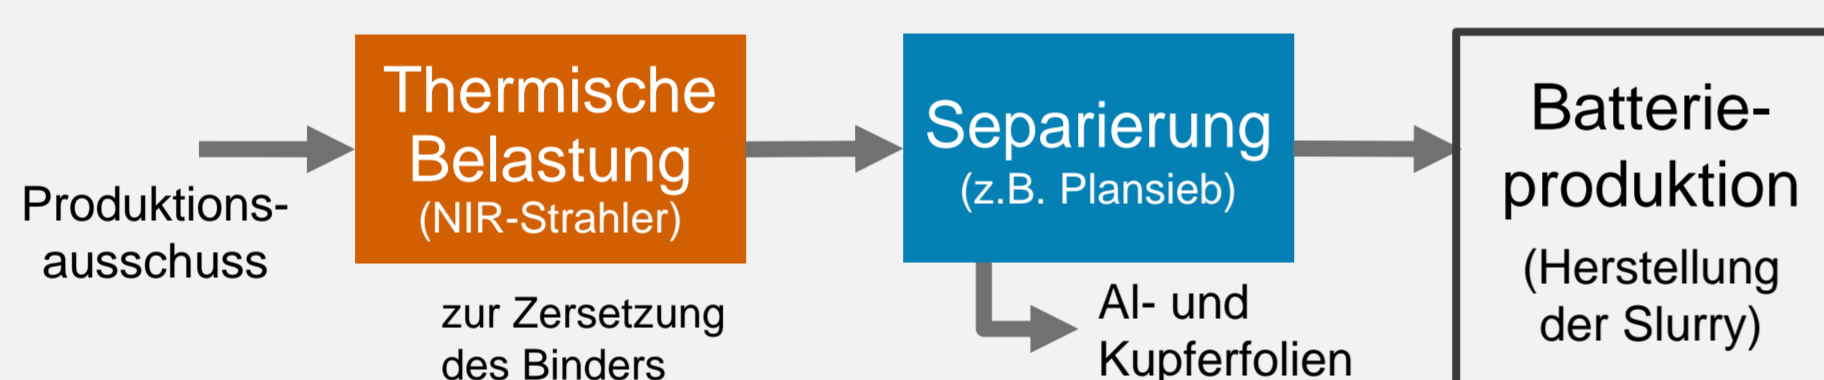 Produktions-
ausschuss
Thermische
Belastung
(NIR-Strahler)
zur Zersetzung
des Binders
Separierung
(z.B. Plansieb)
Al- und
Kupferfolien
Batterie-
produktion
(Herstellung
der Slurry)